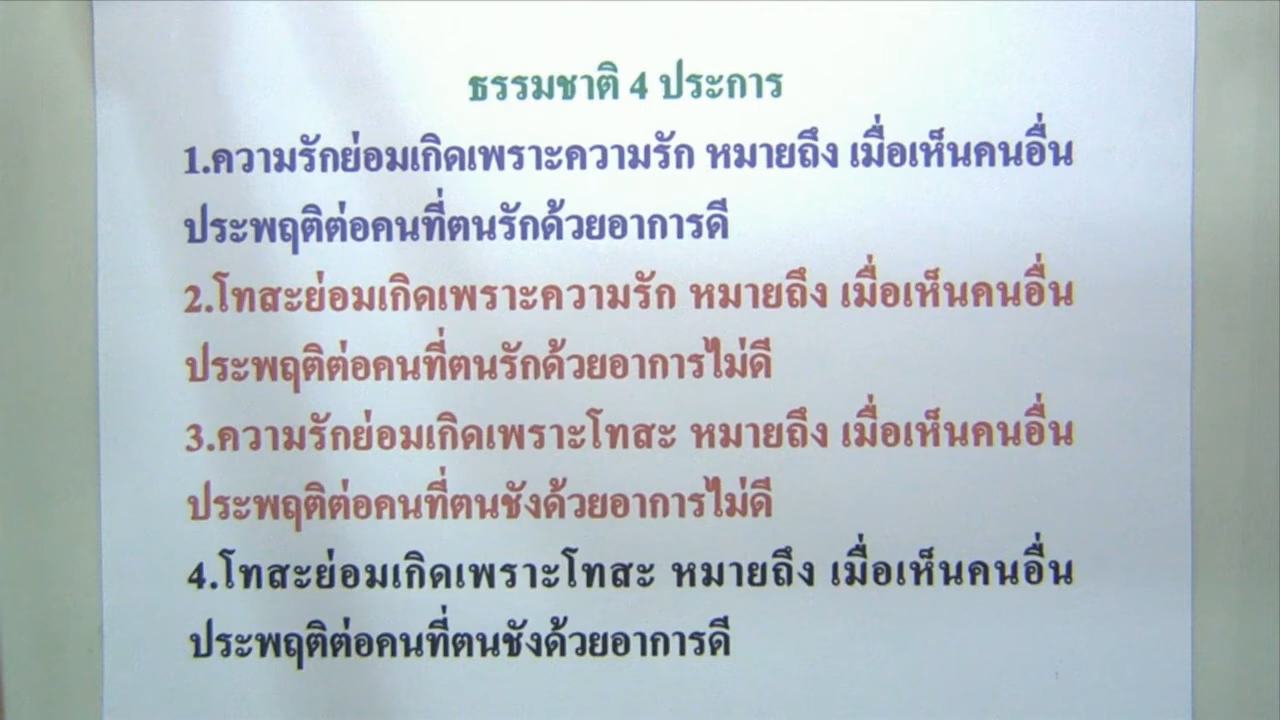 ธรรมชาติ 4 ประการ
1.ความรักย่อมเกิดเพราะความรัก หมายถึง เมื่อเห็นคนอื่น
ประพฤติต่อคนที่ตนรักด้วยอาการดี
2.โทสะย่อมเกิดเพราะความรัก หมายถึง เมื่อเห็นคนอื่น
ประพฤติต่อคนที่ตนรักด้วยอาการไม่ดี
3.ความรักย่อมเกิดเพราะโทสะ หมายถึง เมื่อเห็นคนอื่น
ประพฤติต่อคนที่ตนชังด้วยอาการไม่ดี
4.โทสะย่อมเกิดเพราะโทสะ หมายถึง เมื่อเห็นคนอื่น
ประพฤติต่อคนที่ตนชังด้วยอาการดี